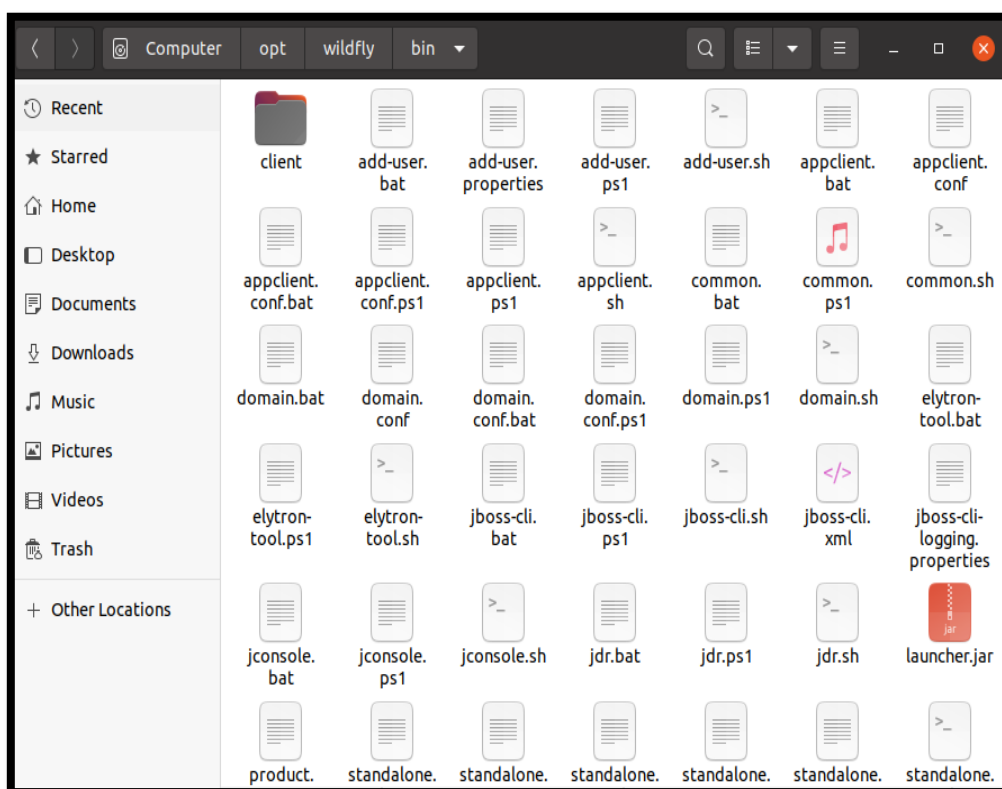 Computer
opt
wildfly
bin
Recent
Starred
Home
Desktop
Documents
Downloads
Music
Pictures
Videos
Trash
+ Other Locations
client
add-user.
bat
add-user.
properties
add-user.
ps1
>_
add-user.sh
appclient.
bat
appclient.
conf
appclient.
conf.bat
appclient.
conf.ps1
appclient.
ps1
>_
appclient.
sh
common.
bat
common.
ps1
>_
common.sh
domain.bat
domain.
conf
domain.
conf.bat
domain.
conf.ps1
domain.ps1
>_
domain.sh
elytron-
tool.bat
elytron-
tool.ps1
>_
elytron-
tool.sh
jboss-cli.
bat
jboss-cli.
ps1
>_
jboss-cli.sh
</>
jboss-cli.
xml
jboss-cli-
logging.
properties
jconsole.
bat
jconsole.
ps1
>_
jconsole.sh
jdr.bat
jdr.ps1
>_
jdr.sh
jar
launcher.jar
product.
standalone.
standalone.
standalone.
standalone.
standalone.
>_
standalone.